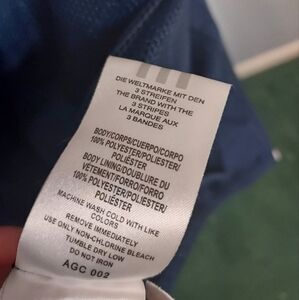 DIE WELTMARKE MIT DEN
3 STREIFEN
THE BRAND WITH THE
3 STRIPES
LA MARQUE AUX
3 BANDES
BODY/CORPS/CUERPO/CORPO
100% POLYESTER/POLIESTER/
POLIÉSTER
BODY LINING/DOUBLURE DU
VÊTEMENT/FORRO/FORRO
100% POLYESTER/POLIESTER/
POLIÉSTER
MACHINE WASH COLD WITH LIKE
COLORS
REMOVE IMMEDIATELY
USE ONLY NON-CHLORINE BLEACH
TUMBLE DRY LOW
DO NOT IRON
AGC 002